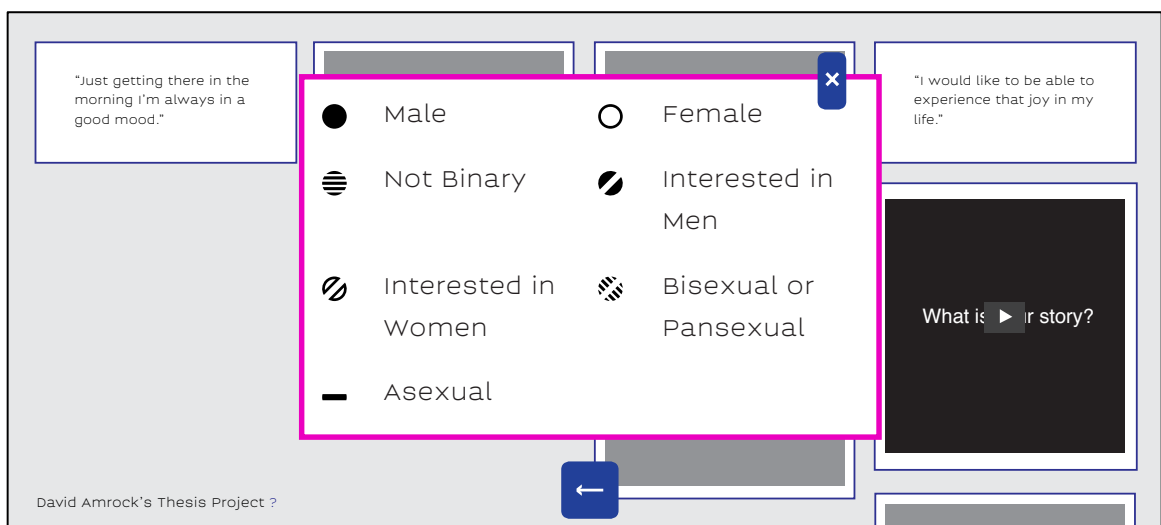 “Just getting there in the
morning I’m always in a
good mood.”
Male
Female
Not Binary
Interested in
Men
Interested in
Women
Bisexual or
Pansexual
Asexual
“I would like to be able to
experience that joy in my
life.”
What is r story?
David Amrock’s Thesis Project ?